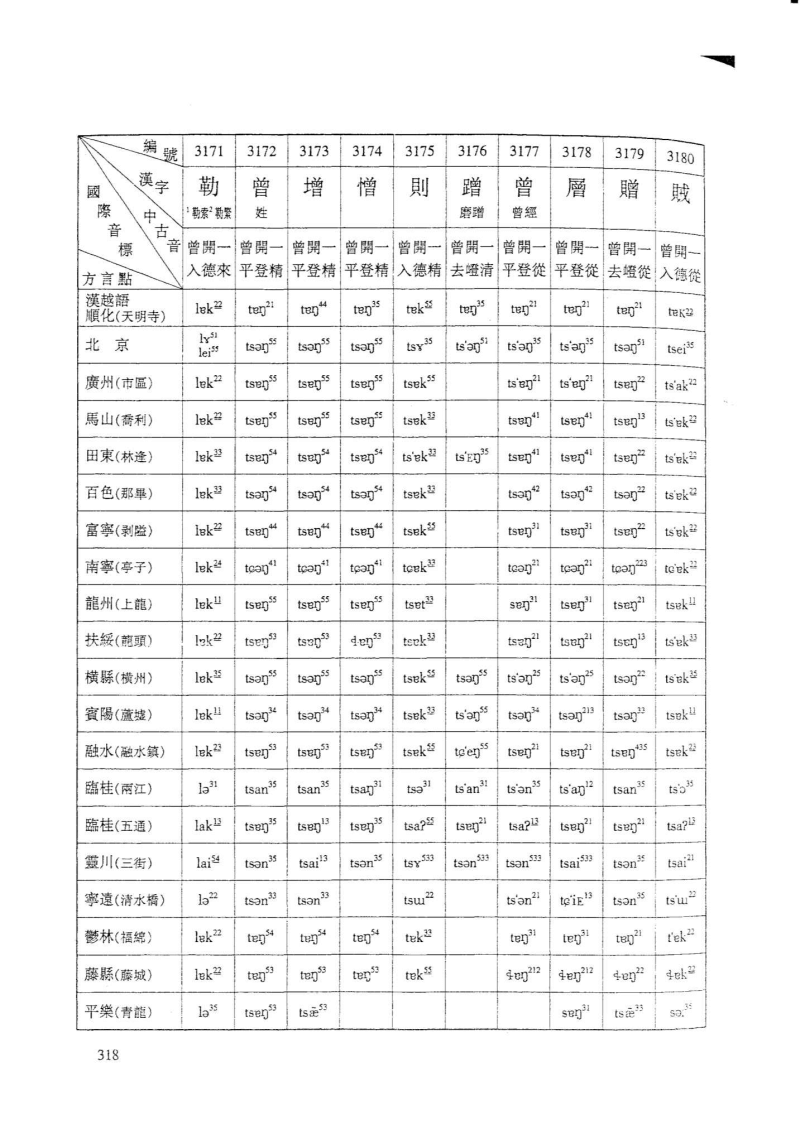 編號 3171 3172 3173 3174 3175 3176 3177 3178 3179 3180
漢字 勒 曾 增 憎 則 蹭 曾 層 贈 賊
¹勒索²勒緊 姓 磨蹭 曾經
國際音標 中古音 曾開一 曾開一 曾開一 曾開一 曾開一 曾開一 曾開一 曾開一 曾開一 曾開一
方言點 入德來 平登精 平登精 平登精 入德精 去嶝清 平登從 平登從 去嶝從 入德從
漢越語
順化(天明寺) lɐk²² tɐŋ²¹ tɐŋ⁴⁴ tɐŋ³⁵ tɐk⁵⁵ tɐŋ³⁵ tɐŋ²¹ tɐŋ²¹ tɐŋ²¹ tɐk²²
北京 lɤ⁵¹ lei⁵⁵ tsəŋ⁵⁵ tsəŋ⁵⁵ tsəŋ⁵⁵ tsɤ³⁵ ts'əŋ⁵¹ ts'əŋ³⁵ ts'əŋ³⁵ tsəŋ⁵¹ tsei³⁵
廣州(市區) lɐk²² tsɐŋ⁵⁵ tsɐŋ⁵⁵ tsɐŋ⁵⁵ tsɐk⁵⁵ ts'ɐŋ²¹ ts'ɐŋ²¹ tsɐŋ²² ts'ak²²
馬山(喬利) lɐk²² tsɐŋ⁵⁵ tsɐŋ⁵⁵ tsɐŋ⁵⁵ tsɐk³³ tsɐŋ⁴¹ tsɐŋ⁴¹ tsɐŋ¹³ ts'ɐk²²
田東(林逢) lɐk³³ tsɐŋ⁵⁴ tsɐŋ⁵⁴ tsɐŋ⁵⁴ ts'ɐk³³ ts'ɛŋ³⁵ tsɐŋ⁴¹ tsɐŋ⁴¹ tsɐŋ²² ts'ɐk²²
百色(那畢) lɐk³³ tsəŋ⁵⁴ tsəŋ⁵⁴ tsəŋ⁵⁴ tsɐk³³ tsəŋ⁴² tsəŋ⁴² tsəŋ²² ts'ɐk²²
富寧(剥隘) lɐk²² tsɐŋ⁴⁴ tsɐŋ⁴⁴ tsɐŋ⁴⁴ tsɐk⁵⁵ tsɐŋ³¹ tsɐŋ³¹ tsɐŋ²² ts'ɐk²²
南寧(亭子) lɐk²⁴ tɕəŋ⁴¹ tɕəŋ⁴¹ tɕəŋ⁴¹ tɕɐk³³ tɕəŋ²¹ tɕəŋ²¹ tɕəŋ²²³ tɕ'ɐk²²
龍州(上龍) lɐk¹¹ tsɐŋ⁵⁵ tsɐŋ⁵⁵ tsɐŋ⁵⁵ tsɐt³³ sɐŋ³¹ tsɐŋ³¹ tsɐŋ²¹ tsɐk¹¹
扶綏(龍頭) lɐk²² tsɐŋ⁵³ tsɐŋ⁵³ ɬɐŋ⁵³ tsɐk³³ tsɐŋ²¹ tsɐŋ²¹ tsɐŋ¹³ ts'ɐk³³
橫縣(橫州) lɐk³⁵ tsəŋ⁵⁵ tsəŋ⁵⁵ tsəŋ⁵⁵ tsɐk⁵⁵ tsəŋ⁵⁵ ts'əŋ²⁵ ts'əŋ²⁵ tsəŋ²² ts'ɐk³⁵
賓陽(蘆墟) lɐk¹¹ tsəŋ³⁴ tsəŋ³⁴ tsəŋ³⁴ tsɐk³³ ts'əŋ⁵⁵ tsəŋ³⁴ tsəŋ²¹³ tsəŋ³³ tsɐk¹¹
融水(融水鎮) lɐk²³ tsɐŋ⁵³ tsɐŋ⁵³ tsɐŋ⁵³ tsɐk⁵⁵ tɕ'eŋ⁵⁵ tsɐŋ²¹ tsɐŋ²¹ tsɐŋ⁴³⁵ tsɐk²³
臨桂(兩江) lə³¹ tsan³⁵ tsan³⁵ tsaŋ³¹ tsə³¹ ts'an³¹ ts'ən³⁵ ts'aŋ¹² tsan³⁵ ts'ɔ³⁵
臨桂(五通) lak¹³ tsɐŋ³⁵ tsɐŋ¹³ tsɐŋ³⁵ tsaʔ⁵⁵ tsɐŋ²¹ tsaʔ¹³ tsɐŋ²¹ tsɐŋ²¹ tsaʔ¹³
靈川(三街) lai⁵⁴ tsən³⁵ tsai¹³ tsən³⁵ tsɤ⁵³³ tsən⁵³³ tsən⁵³³ tsai⁵³³ tsən³⁵ tsai²¹
寧遠(清水橋) lə²² tsən³³ tsən³³ tsɯ²² ts'ən²¹ tɕ'iɛ¹³ tsən³⁵ ts'ɯ²²
鬱林(福綿) lɐk²² tɐŋ⁵⁴ tɐŋ⁵⁴ tɐŋ⁵⁴ tɐk³³ tɐŋ³¹ tɐŋ³¹ tɐŋ²¹ t'ɐk²²
藤縣(藤城) lɐk²² tɐŋ⁵³ tɐŋ⁵³ tɐŋ⁵³ tɐk⁵⁵ ɬɐŋ²¹² ɬɐŋ²¹² ɬɐŋ²² ɬɐk²²
平樂(青龍) lə³⁵ tsɐŋ⁵³ tsæ̃⁵³ sɐŋ³¹ tsæ̃³³
318